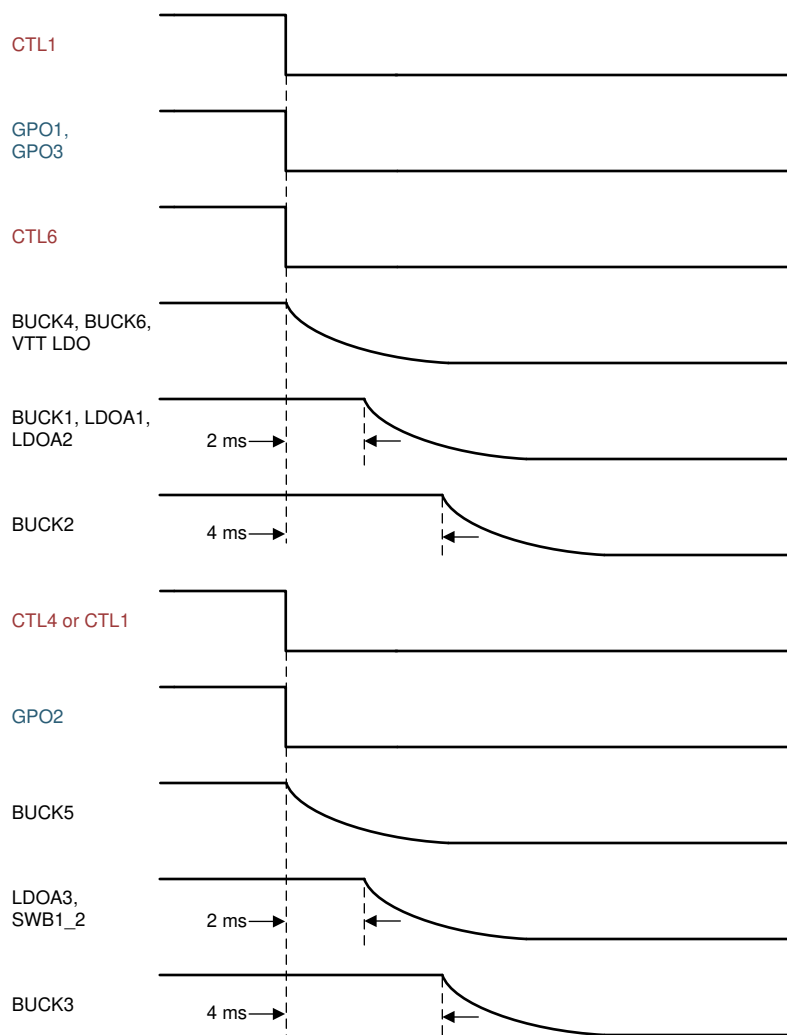 CTL1
GPO1,
GPO3
CTL6
BUCK4, BUCK6,
VTT LDO
BUCK1, LDOA1,
LDOA2
2 ms
BUCK2
4 ms
CTL4 or CTL1
GPO2
BUCK5
LDOA3,
SWB1_2
2 ms
BUCK3
4 ms